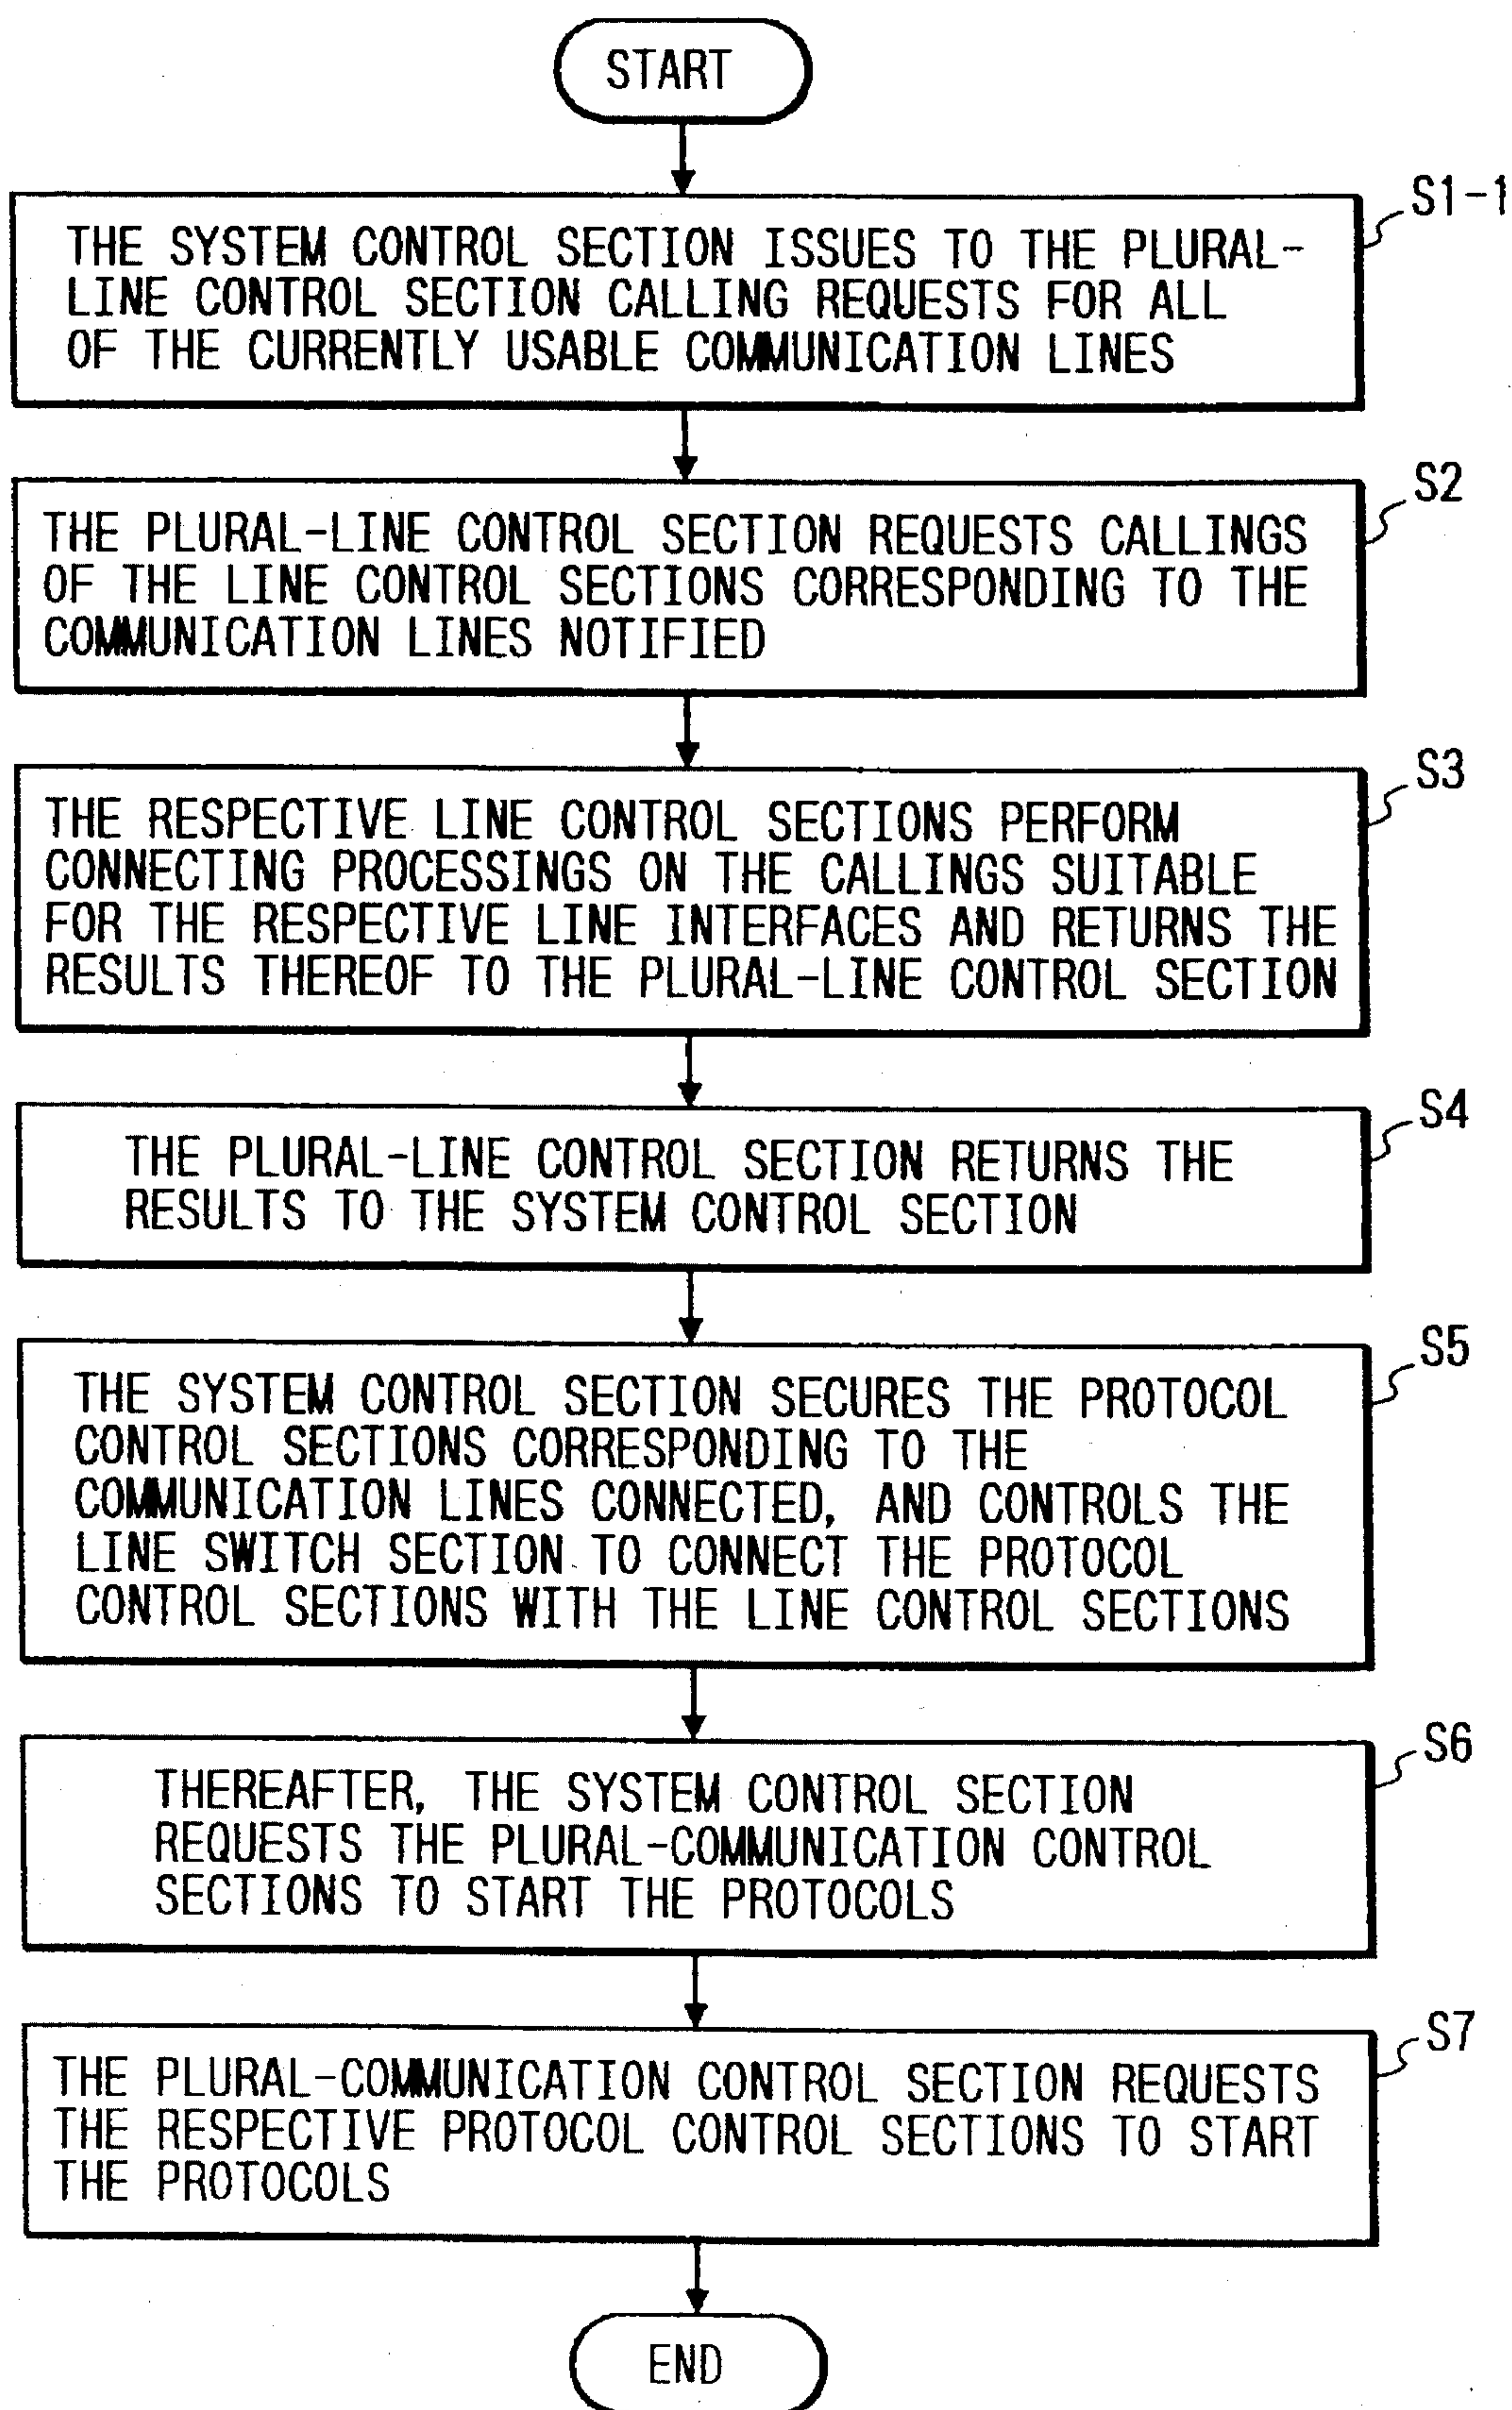 START
S1-1
THE SYSTEM CONTROL SECTION ISSUES TO THE PLURAL-
LINE CONTROL SECTION CALLING REQUESTS FOR ALL
OF THE CURRENTLY USABLE COMMUNICATION LINES
S2
THE PLURAL-LINE CONTROL SECTION REQUESTS CALLINGS
OF THE LINE CONTROL SECTIONS CORRESPONDING TO THE
COMMUNICATION LINES NOTIFIED
S3
THE RESPECTIVE LINE CONTROL SECTIONS PERFORM
CONNECTING PROCESSINGS ON THE CALLINGS SUITABLE
FOR THE RESPECTIVE LINE INTERFACES AND RETURNS THE
RESULTS THEREOF TO THE PLURAL-LINE CONTROL SECTION
S4
THE PLURAL-LINE CONTROL SECTION RETURNS THE
RESULTS TO THE SYSTEM CONTROL SECTION
S5
THE SYSTEM CONTROL SECTION SECURES THE PROTOCOL
CONTROL SECTIONS CORRESPONDING TO THE
COMMUNICATION LINES CONNECTED, AND CONTROLS THE
LINE SWITCH SECTION TO CONNECT THE PROTOCOL
CONTROL SECTIONS WITH THE LINE CONTROL SECTIONS
S6
THEREAFTER, THE SYSTEM CONTROL SECTION
REQUESTS THE PLURAL-COMMUNICATION CONTROL
SECTIONS TO START THE PROTOCOLS
S7
THE PLURAL-COMMUNICATION CONTROL SECTION REQUESTS
THE RESPECTIVE PROTOCOL CONTROL SECTIONS TO START
THE PROTOCOLS
END